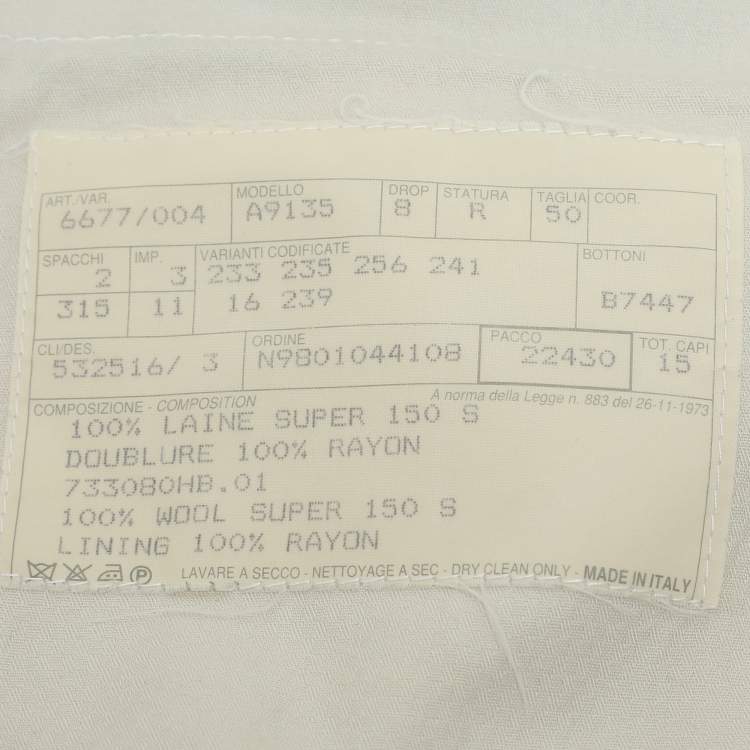 ART./VAR. MODELLO DROP STATURA TAGLIA COOR.
6677/004 A9135 8 R 50
SPACCHI IMP. VARIANTI CODIFICATE BOTTONI
2 3 233 235 256 241
315 11 16 239 B7447
CLI/DES. ORDINE PACCO TOT. CAPI
532516/ 3 N9801044108 22430 15
COMPOSIZIONE - COMPOSITION A norma della Legge n. 883 del 26-11-1973
100% LAINE SUPER 150 S
DOUBLURE 100% RAYON
733080HB.01
100% WOOL SUPER 150 S
LINING 100% RAYON
P LAVARE A SECCO - NETTOYAGE A SEC - DRY CLEAN ONLY - MADE IN ITALY